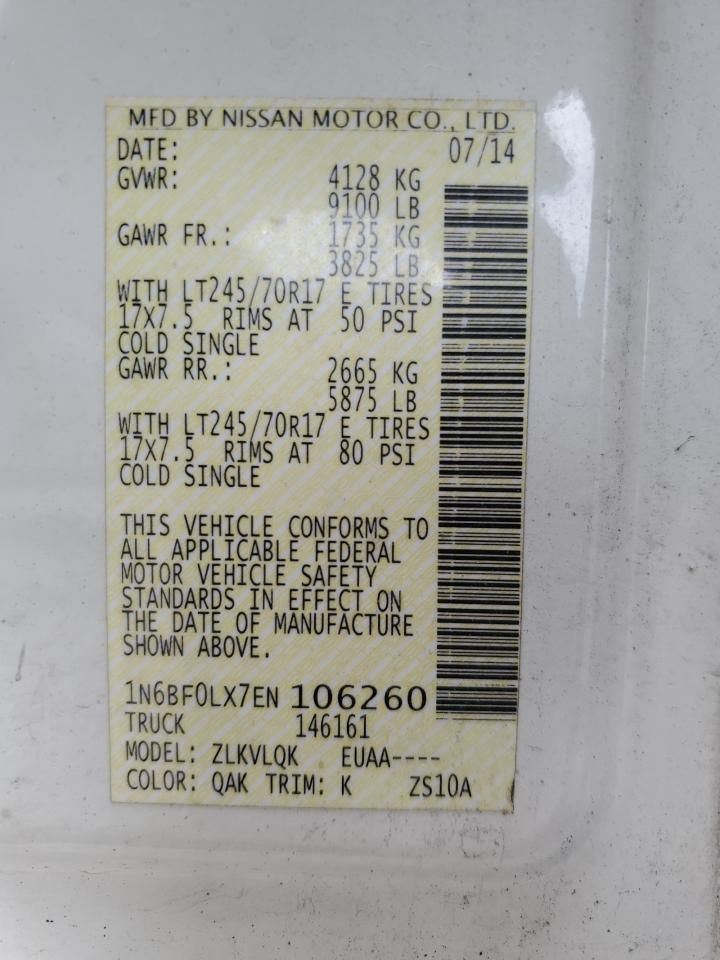 MFD BY NISSAN MOTOR CO., LTD.
DATE: 07/14
GVWR: 4128 KG
9100 LB
GAWR FR.: 1735 KG
3825 LB
WITH LT245/70R17 E TIRES
17X7.5 RIMS AT 50 PSI
COLD SINGLE
GAWR RR.: 2665 KG
5875 LB
WITH LT245/70R17 E TIRES
17X7.5 RIMS AT 80 PSI
COLD SINGLE
THIS VEHICLE CONFORMS TO
ALL APPLICABLE FEDERAL
MOTOR VEHICLE SAFETY
STANDARDS IN EFFECT ON
THE DATE OF MANUFACTURE
SHOWN ABOVE.
1N6BF0LX7EN 106260
TRUCK 146161
MODEL: ZLKVLQK EUAA----
COLOR: QAK TRIM: K ZS10A